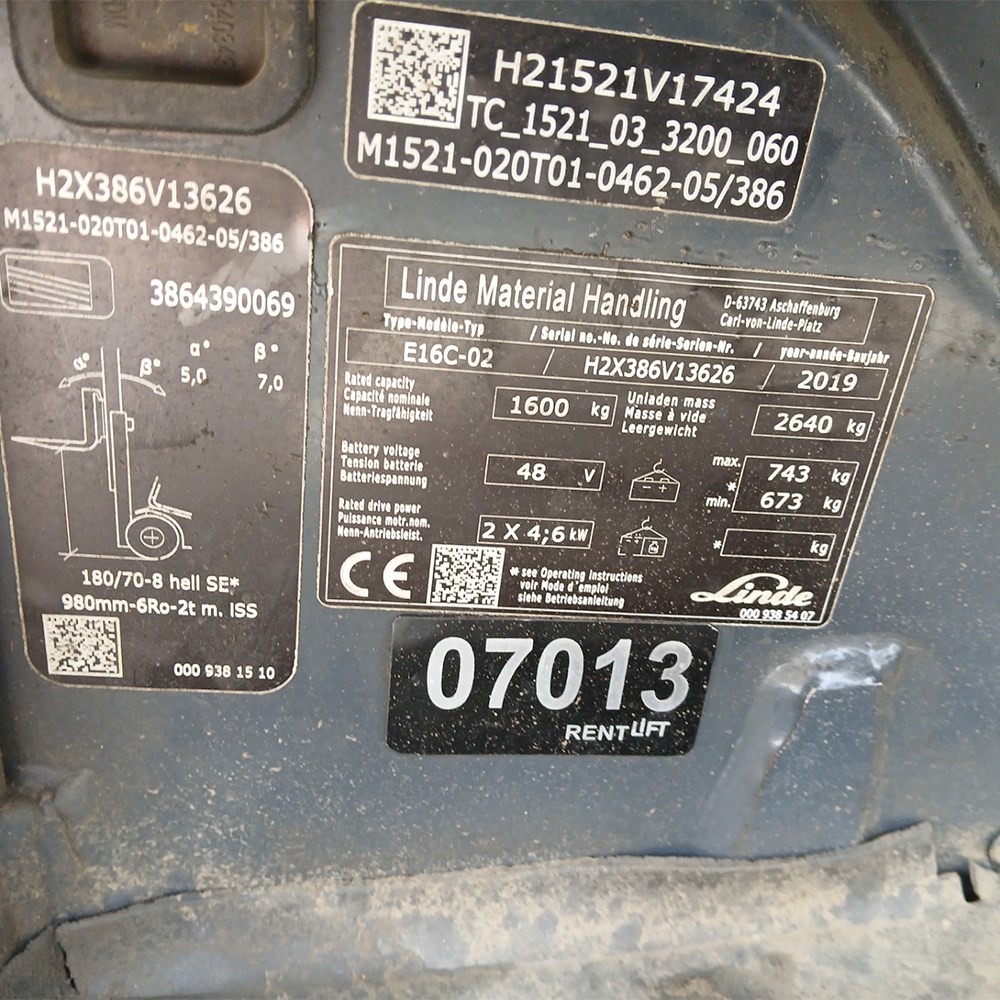 H21521V17424
TC_1521_03_3200_060
M1521-020T01-0462-05/386
H2X386V13626
M1521-020T01-0462-05/386
3864390069
α° β° α° β°
5,0 7,0
180/70-8 hell SE*
980mm-6Ro-2t m. ISS
000 938 15 10
Linde Material Handling
D-63743 Aschaffenburg
Carl-von-Linde-Platz
Type-Modèle-Typ / Serial no.-No. de série-Serien-Nr. / year-année-Baujahr
E16C-02 / H2X386V13626 / 2019
Rated capacity
Capacité nominale
Nenn-Tragfähigkeit
1600 kg
Unladen mass
Masse à vide
Leergewicht
2640 kg
Battery voltage
Tension batterie
Batteriespannung
48 V
max. 743 kg
*
min. 673 kg
Rated drive power
Puissance motr.nom.
Nenn-Antriebsleist.
2 X 4;6 kW
* kg
CE
* see Operating Instructions
voir Mode d'emploi
siehe Betriebsanleitung
Linde
000 938 54 07
07013
RENTLIFT